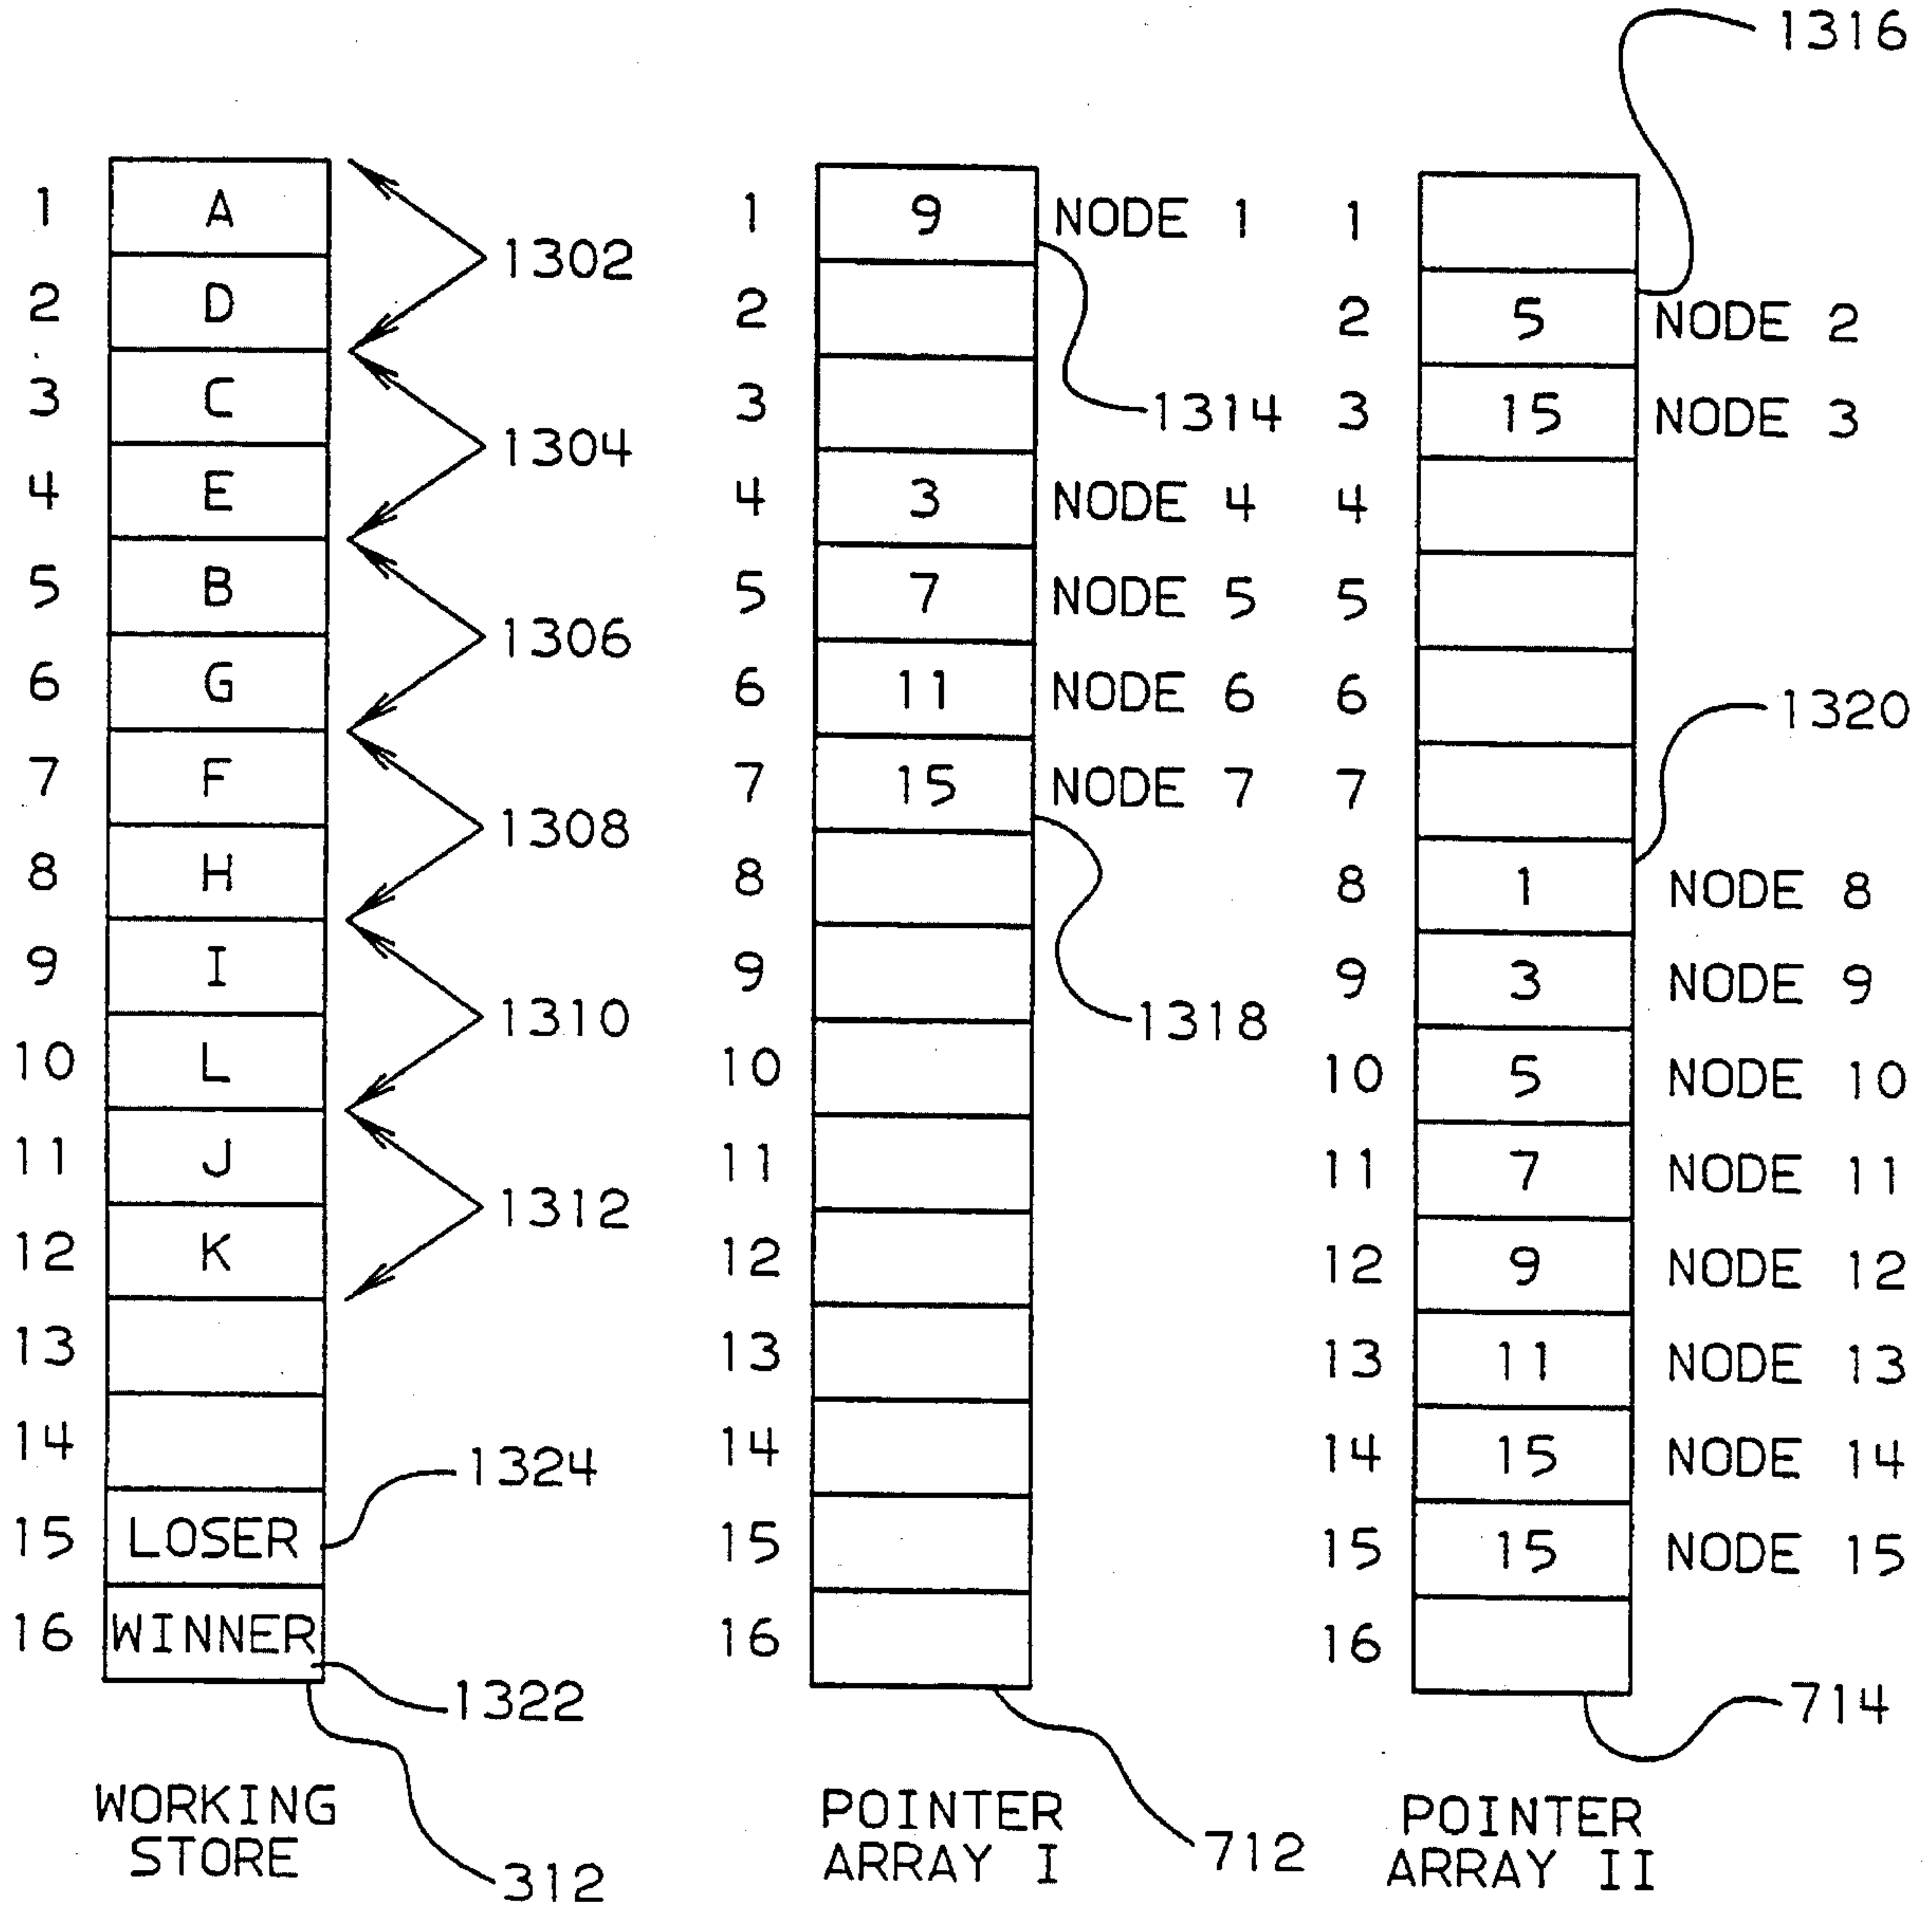 1316
1 A 1 9 NODE 1 1
1302
2 D 2 2 5 NODE 2
3 C 3 1314 3 15 NODE 3
1304
4 E 4 3 NODE 4 4
5 B 5 7 NODE 5 5
1306
6 G 6 11 NODE 6 6
1320
7 F 7 15 NODE 7 7
1308
8 H 8 8 1 NODE 8
9 I 9 9 3 NODE 9
1310 1318
10 L 10 10 5 NODE 10
11 J 11 11 7 NODE 11
1312
12 K 12 12 9 NODE 12
13 13 13 11 NODE 13
14 14 14 15 NODE 14
1324
15 LOSER 15 15 15 NODE 15
16 WINNER 16 16
1322 714
WORKING STORE
312
POINTER ARRAY I
712
POINTER ARRAY II